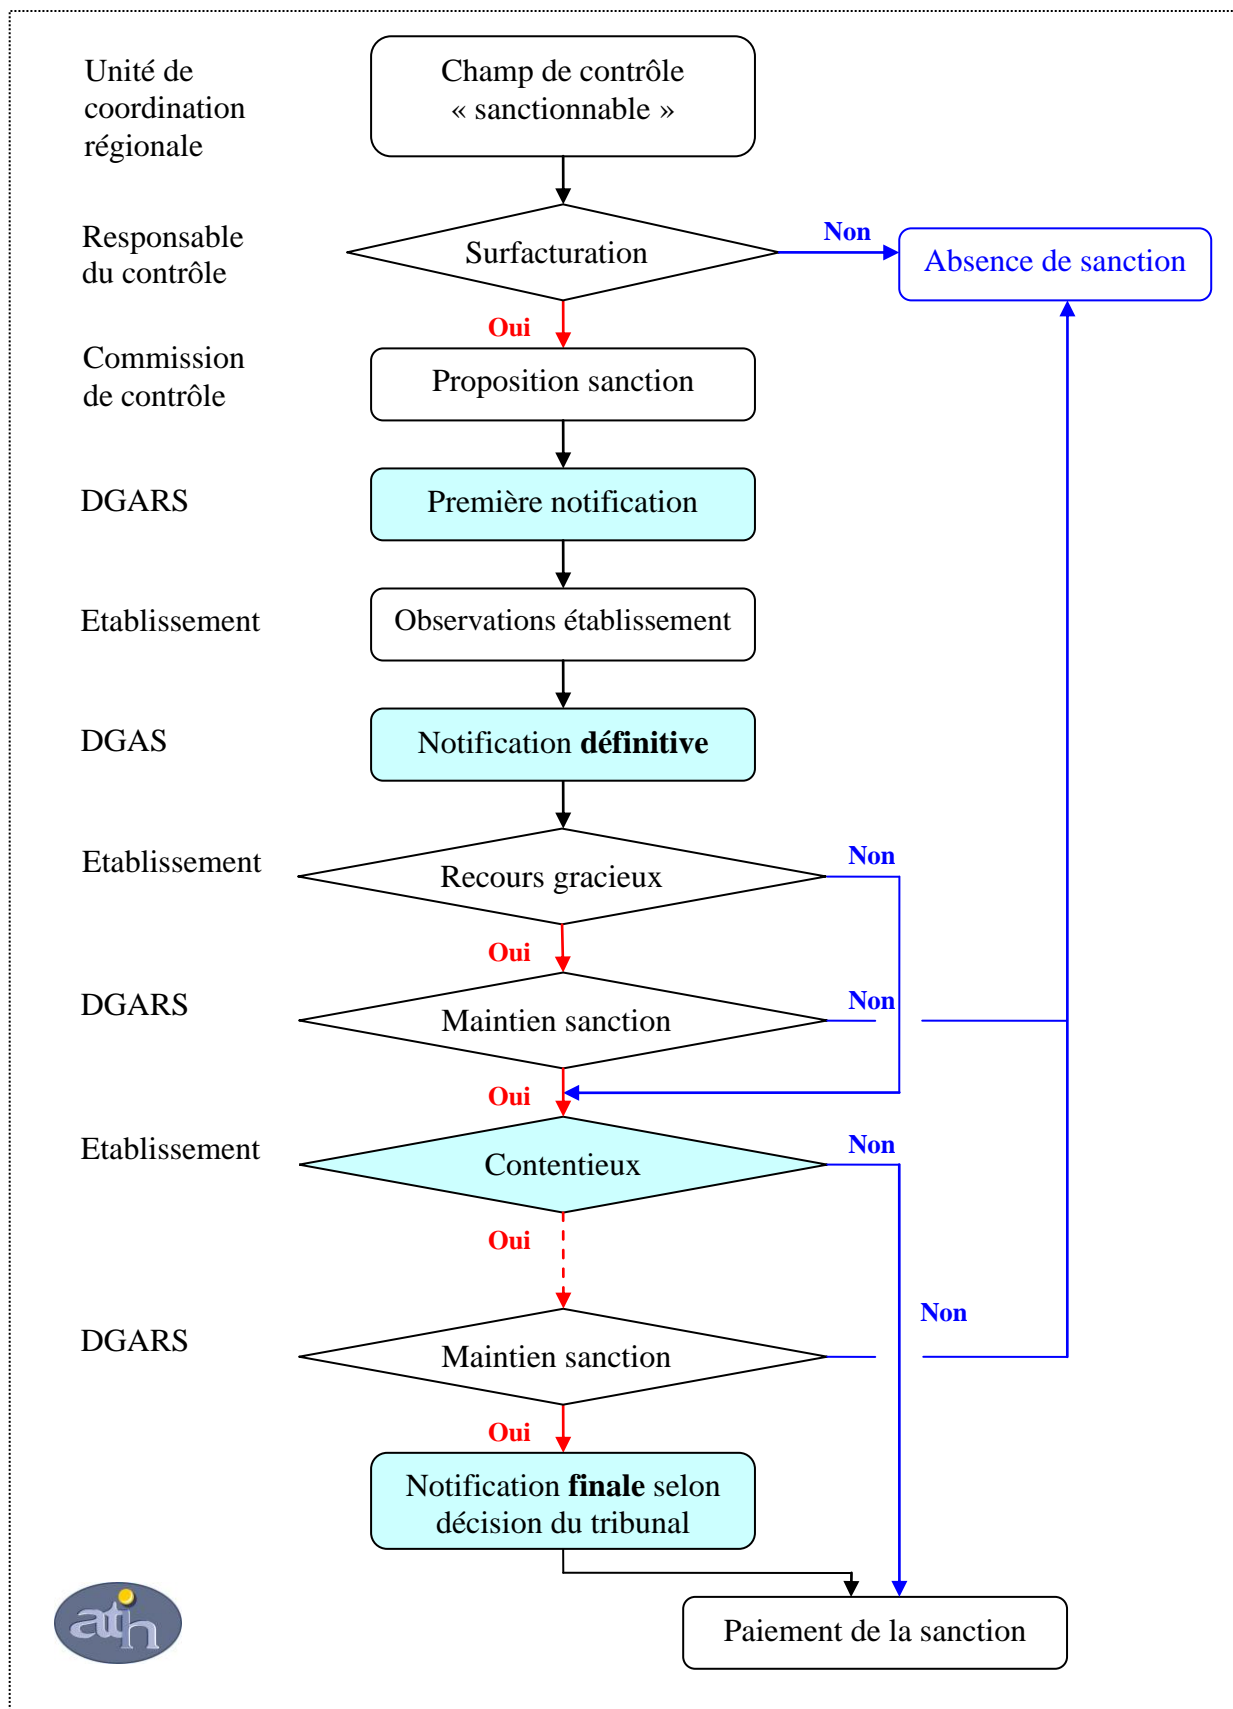 Unité de
coordination
régionale
Champ de contrôle
« sanctionnable »
Responsable
du contrôle
Surfacturation
Non
Absence de sanction
Oui
Commission
de contrôle
Proposition sanction
DGARS
Première notification
Etablissement
Observations établissement
DGAS
Notification définitive
Etablissement
Recours gracieux
Non
Oui
DGARS
Maintien sanction
Non
Oui
Etablissement
Contentieux
Non
Oui
DGARS
Maintien sanction
Non
Oui
Notification finale selon
décision du tribunal
Paiement de la sanction
atih